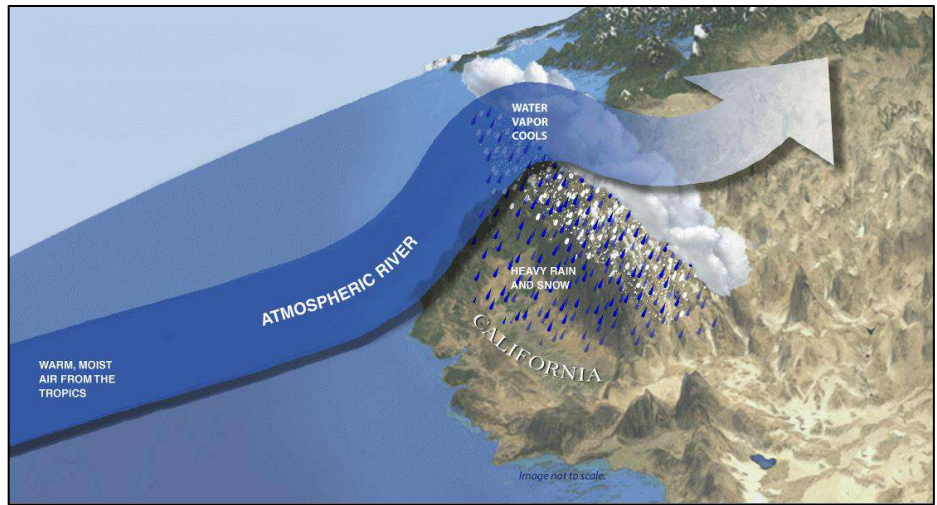 WATER
VAPOR
COOLS
ATMOSPHERIC RIVER
HEAVY RAIN
AND SNOW
CALIFORNIA
WARM, MOIST
AIR FROM THE
TROPICS
Image not to scale.